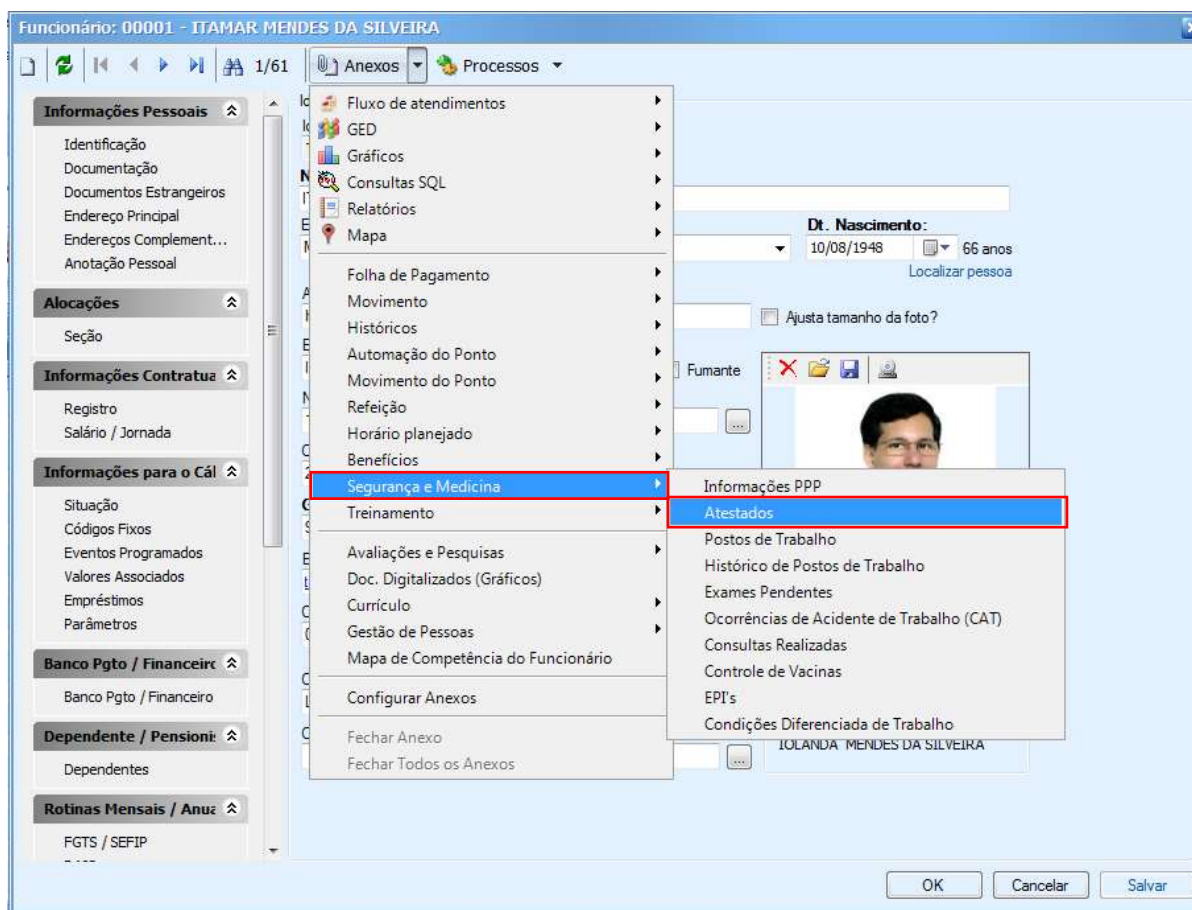 Funcionário: 00001 - ITAMAR MENDES DA SILVEIRA
1/61 Anexos Processos
Informações Pessoais
Identificação
Documentação
Documentos Estrangeiros
Endereço Principal
Endereços Complement...
Anotação Pessoal
Alocações
Seção
Informações Contratua
Registro
Salário / Jornada
Informações para o Cál
Situação
Códigos Fixos
Eventos Programados
Valores Associados
Empréstimos
Parâmetros
Banco Pgto / Financeiro
Banco Pgto / Financeiro
Dependente / Pensioni
Dependentes
Rotinas Mensais / Anua
FGTS / SEFIP
Fluxo de atendimentos
GED
Gráficos
Consultas SQL
Relatórios
Mapa
Folha de Pagamento
Movimento
Históricos
Automação do Ponto
Movimento do Ponto
Refeição
Horário planejado
Benefícios
Segurança e Medicina
Treinamento
Avaliações e Pesquisas
Doc. Digitalizados (Gráficos)
Currículo
Gestão de Pessoas
Mapa de Competência do Funcionário
Configurar Anexos
Fechar Anexo
Fechar Todos os Anexos
Dt. Nascimento:
10/08/1948 66 anos
Localizar pessoa
Ajusta tamanho da foto?
Fumante
Informações PPP
Atestados
Postos de Trabalho
Histórico de Postos de Trabalho
Exames Pendentes
Ocorrências de Acidente de Trabalho (CAT)
Consultas Realizadas
Controle de Vacinas
EPI's
Condições Diferenciada de Trabalho
IOLANDA MENDES DA SILVEIRA
OK Cancelar Salvar